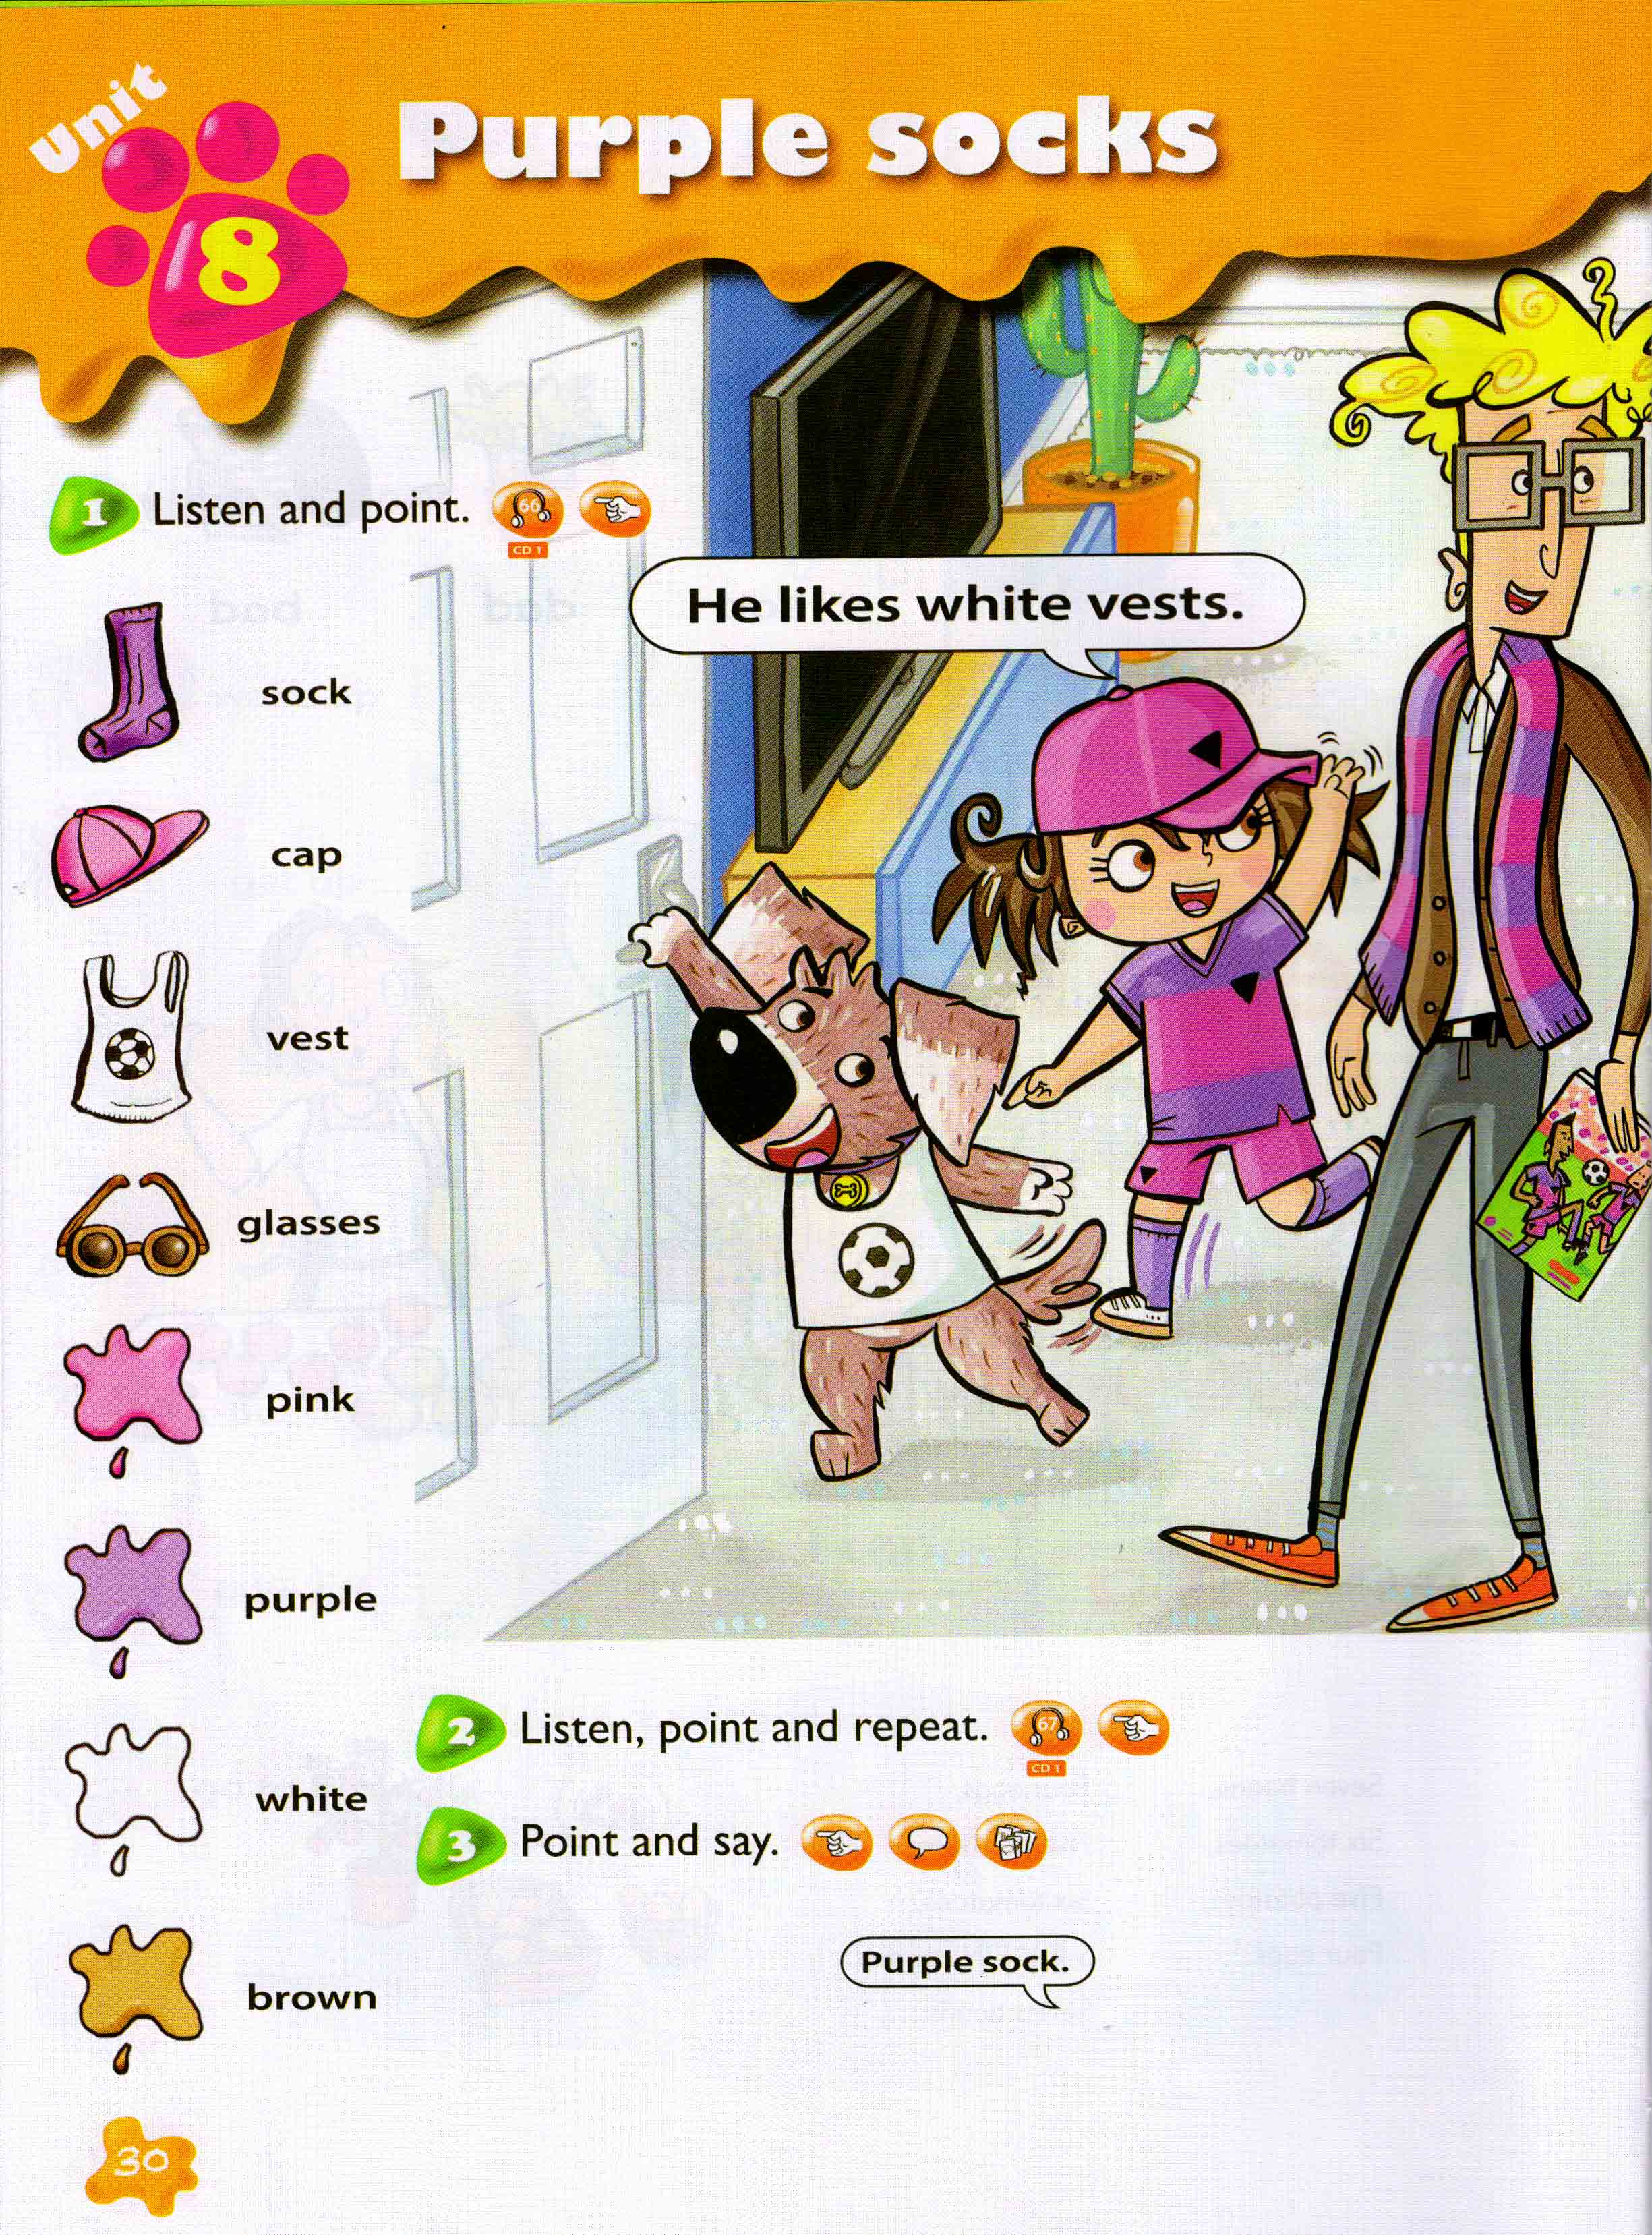 Unit
8
Purple socks
1 Listen and point.
66
CD 1
He likes white vests.
sock
cap
vest
glasses
pink
purple
white
brown
2 Listen, point and repeat.
67
CD 1
3 Point and say.
Purple sock.
30